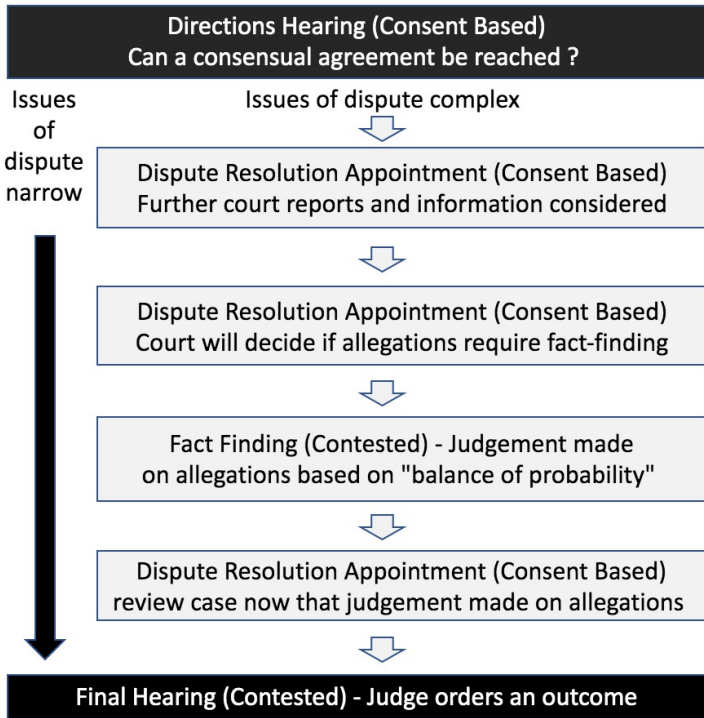 Directions Hearing (Consent Based)
Can a consensual agreement be reached ?
Issues
of
dispute
narrow
Issues of dispute complex
Dispute Resolution Appointment (Consent Based)
Further court reports and information considered
Dispute Resolution Appointment (Consent Based)
Court will decide if allegations require fact-finding
Fact Finding (Contested) - Judgement made
on allegations based on "balance of probability"
Dispute Resolution Appointment (Consent Based)
review case now that judgement made on allegations
Final Hearing (Contested) - Judge orders an outcome